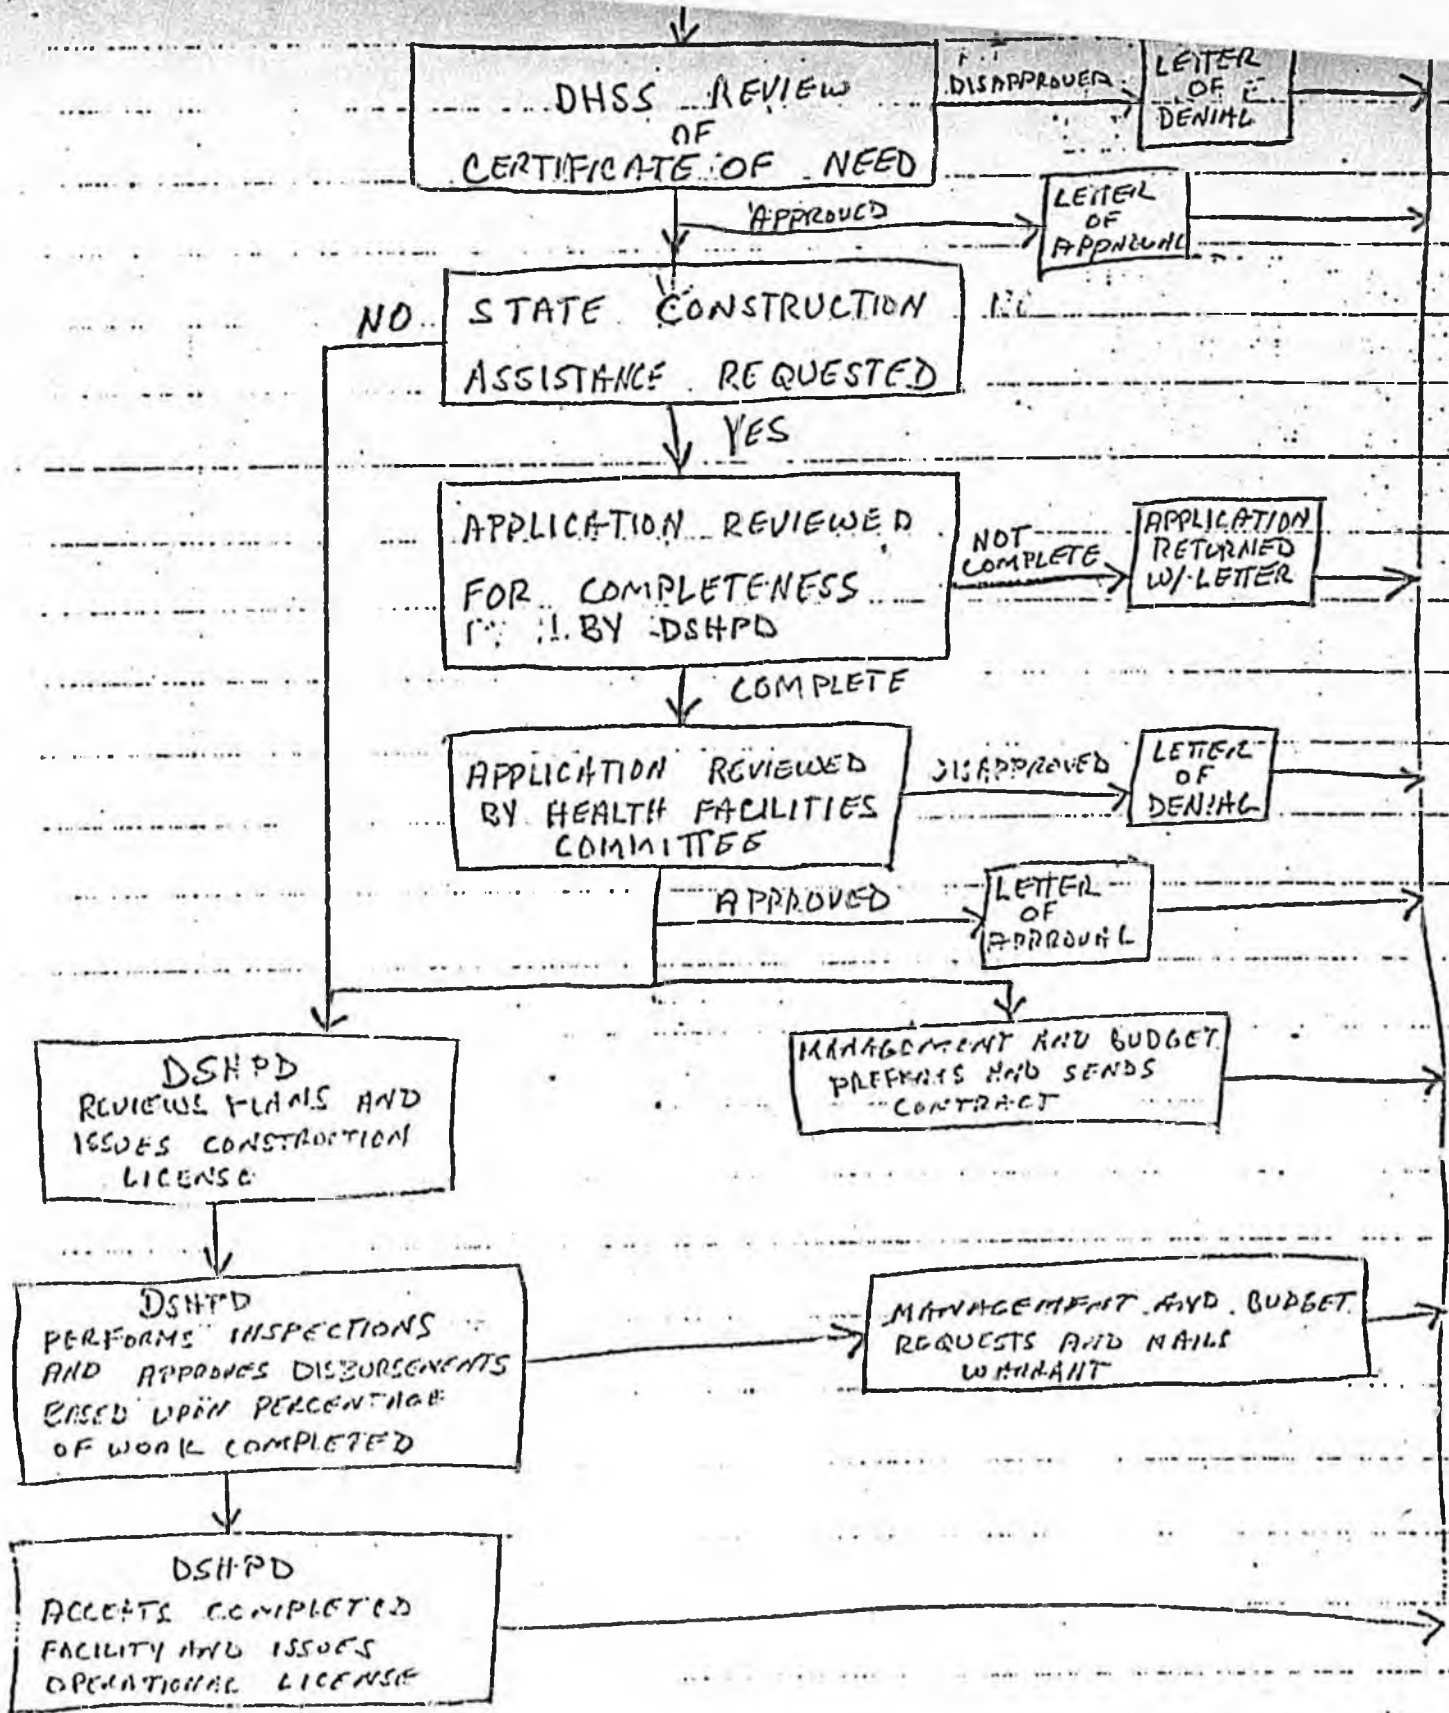 DHSS REVIEW
OF
CERTIFICATE OF NEED
DISAPPROVED
LETTER
OF
DENIAL
APPROVED
LETTER
OF
APPROVAL
NO
STATE CONSTRUCTION
ASSISTANCE REQUESTED
YES
APPLICATION REVIEWED
FOR COMPLETENESS
BY DSHPD
NOT
COMPLETE
APPLICATION
RETURNED
W/ LETTER
COMPLETE
APPLICATION REVIEWED
BY HEALTH FACILITIES
COMMITTEE
DISAPPROVED
LETTER
OF
DENIAL
APPROVED
LETTER
OF
APPROVAL
DSHPD
REVIEWS PLANS AND
ISSUES CONSTRUCTION
LICENSE
MANAGEMENT AND BUDGET
PREPARES AND SENDS
CONTRACT
DSHPD
PERFORMS INSPECTIONS
AND APPROVES DISBURSEMENTS
BASED UPON PERCENTAGE
OF WORK COMPLETED
MANAGEMENT AND BUDGET
REQUESTS AND MAILS
WARRANT
DSHPD
ACCEPTS COMPLETED
FACILITY AND ISSUES
OPERATIONAL LICENSE